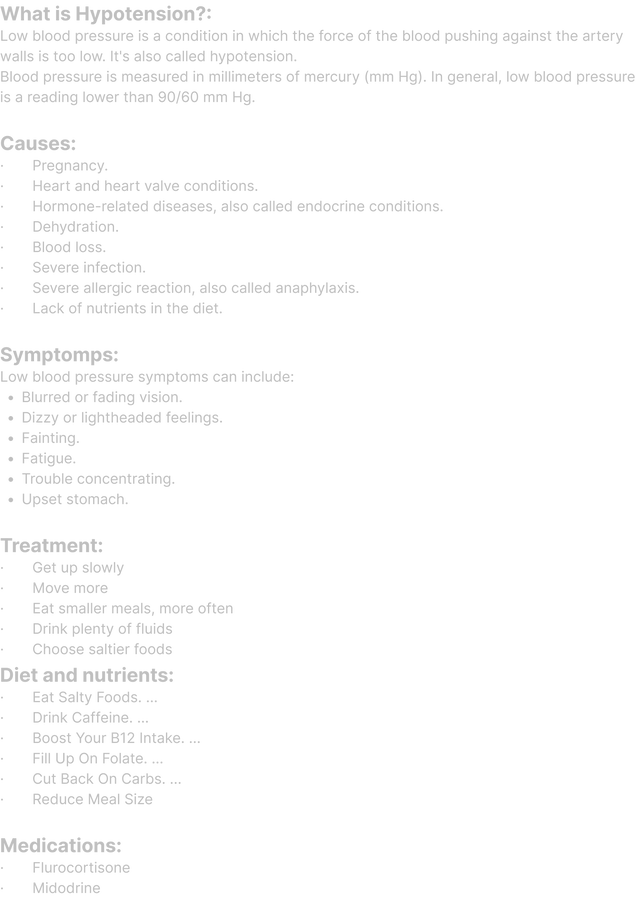 What is Hypotension?:
Low blood pressure is a condition in which the force of the blood pushing against the artery
walls is too low. It's also called hypotension.
Blood pressure is measured in millimeters of mercury (mm Hg). In general, low blood pressure
is a reading lower than 90/60 mm Hg.
Causes:
· Pregnancy.
· Heart and heart valve conditions.
· Hormone-related diseases, also called endocrine conditions.
· Dehydration.
· Blood loss.
· Severe infection.
· Severe allergic reaction, also called anaphylaxis.
· Lack of nutrients in the diet.
Symptomps:
Low blood pressure symptoms can include:
• Blurred or fading vision.
• Dizzy or lightheaded feelings.
• Fainting.
• Fatigue.
• Trouble concentrating.
• Upset stomach.
Treatment:
· Get up slowly
· Move more
· Eat smaller meals, more often
· Drink plenty of fluids
· Choose saltier foods
Diet and nutrients:
· Eat Salty Foods. ...
· Drink Caffeine. ...
· Boost Your B12 Intake. ...
· Fill Up On Folate. ...
· Cut Back On Carbs. ...
· Reduce Meal Size
Medications:
· Flurocortisone
· Midodrine